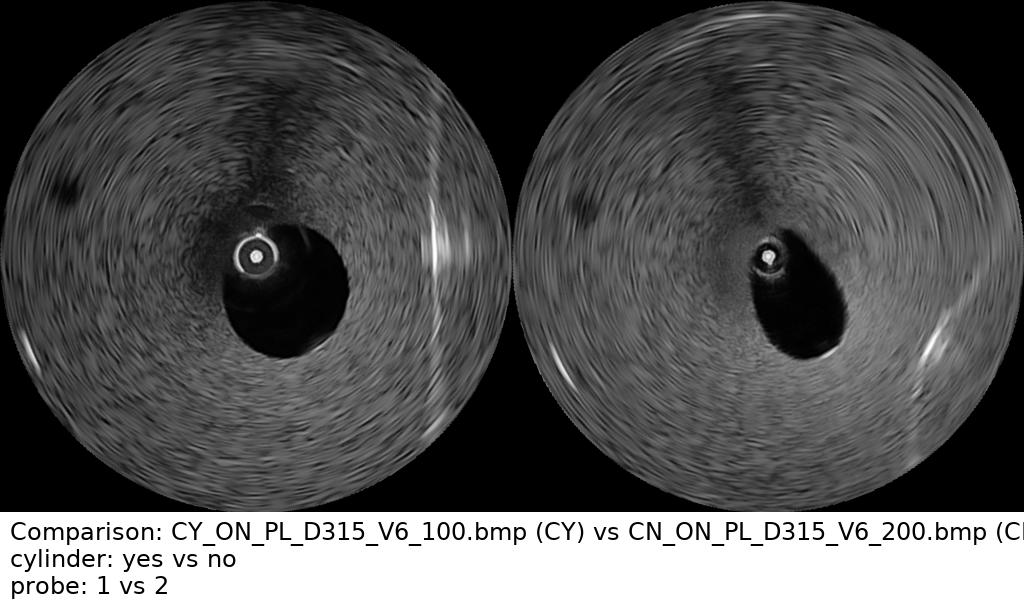 Comparison: CY_ON_PL_D315_V6_100.bmp (CY) vs CN_ON_PL_D315_V6_200.bmp
cylinder: yes vs no
probe: 1 vs 2